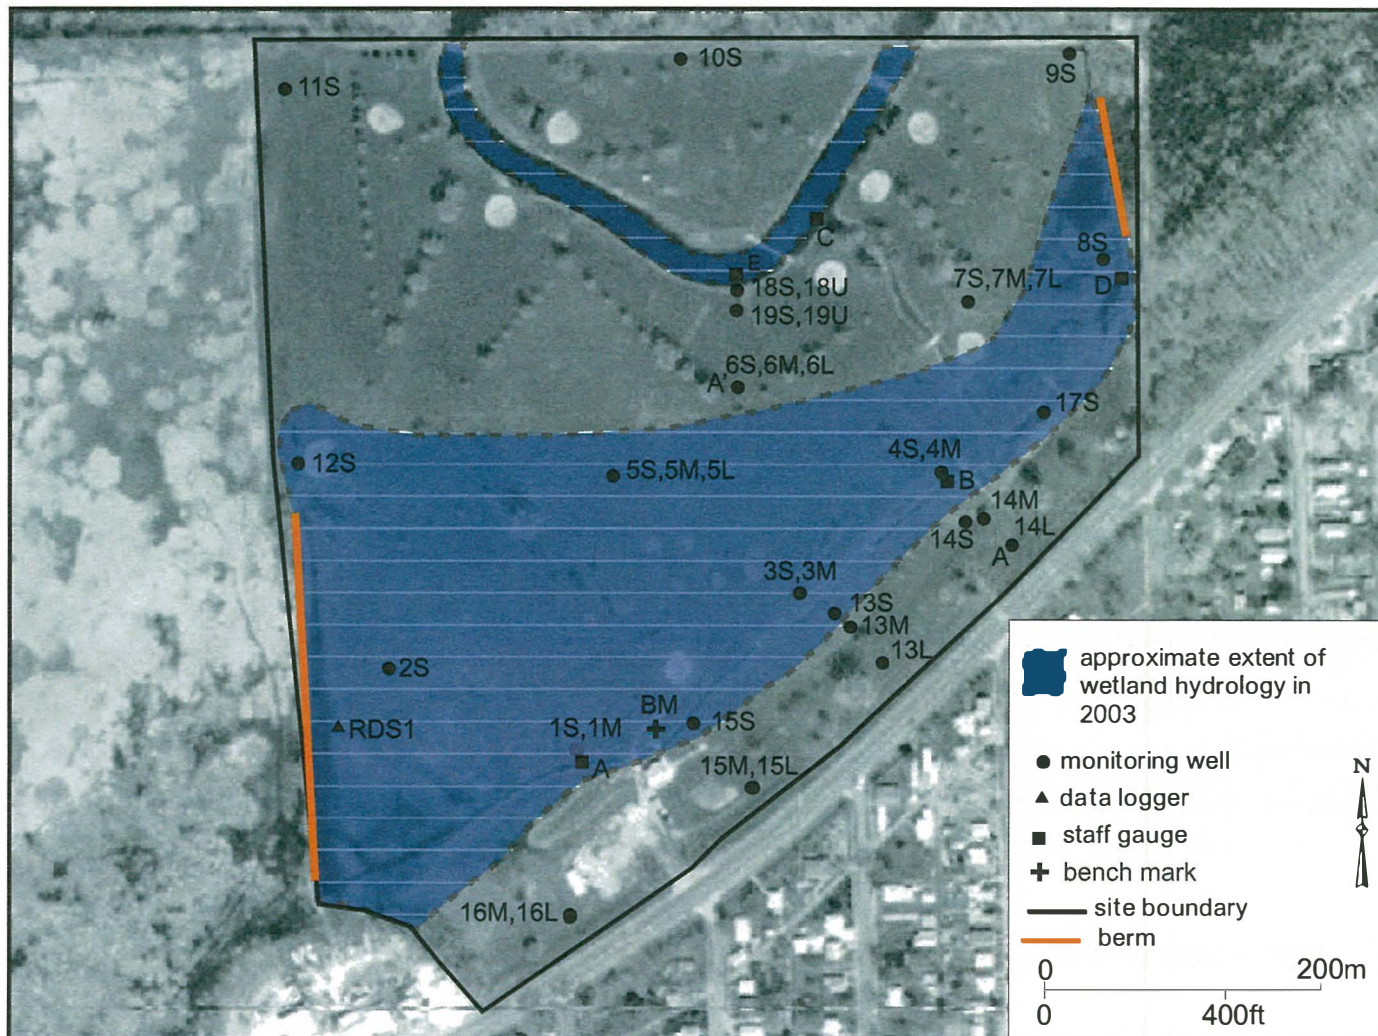 10S
9S
11S
C
8S
E
D
18S, 18U
7S,7M,7L
19S, 19U
6S,6M,6L
A'
17S
12S
4S,4M
5S,5M,5L
B
14M
14S
14L
A
3S,3M
13S
13M
13L
2S
BM
RDS1
1S,1M
15S
A
15M,15L
16M,16L
approximate extent of
wetland hydrology in
2003
monitoring well
data logger
staff gauge
bench mark
site boundary
berm
N
0 200m
0 400ft